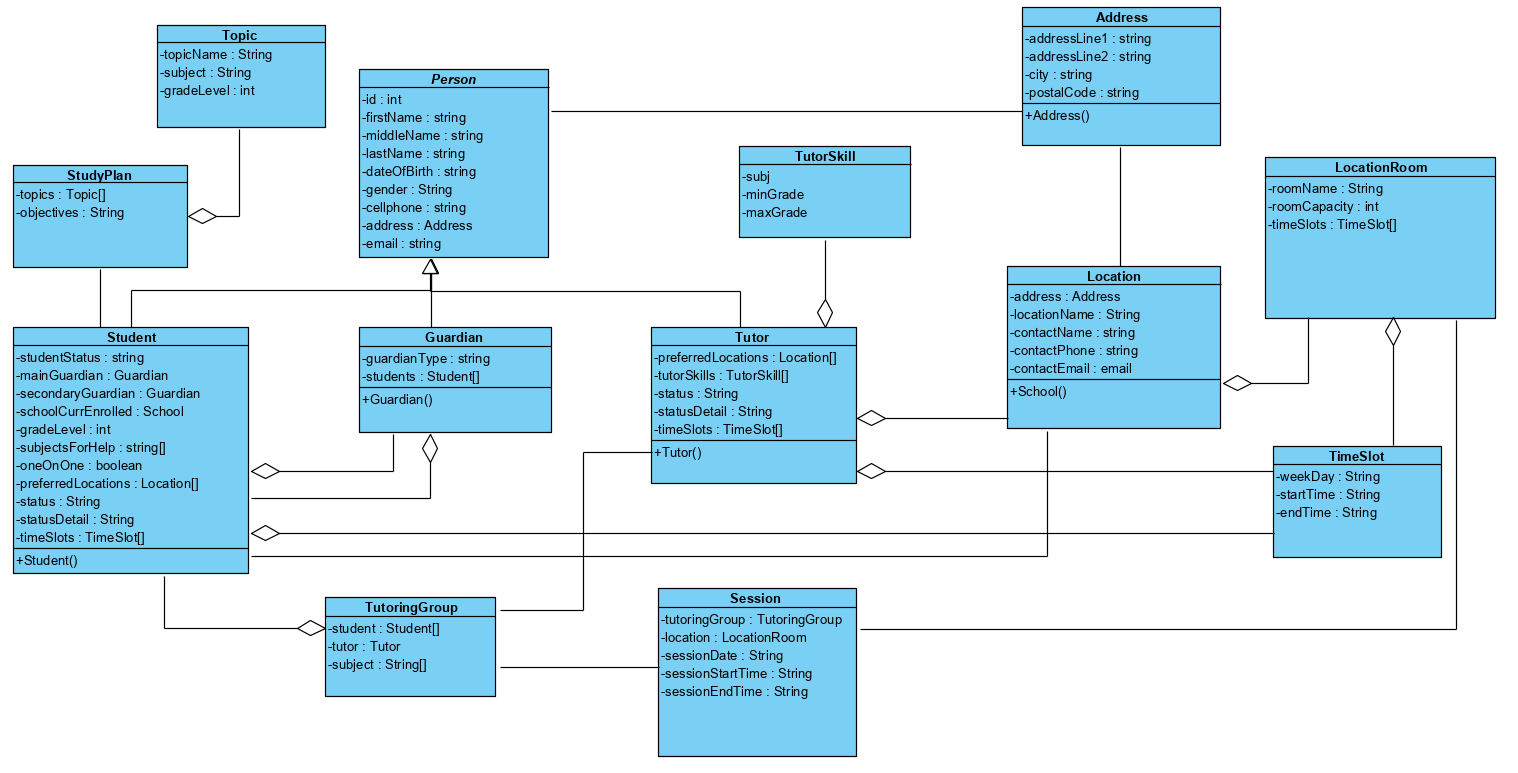 Topic
-topicName : String
-subject : String
-gradeLevel : int
Person
-id : int
-firstName : string
-middleName : string
-lastName : string
-dateOfBirth : string
-gender : String
-cellphone : string
-address : Address
-email : string
Address
-addressLine1 : string
-addressLine2 : string
-city : string
-postalCode : string
+Address()
StudyPlan
-topics : Topic[]
-objectives : String
TutorSkill
-subj
-minGrade
-maxGrade
LocationRoom
-roomName : String
-roomCapacity : int
-timeSlots : TimeSlot[]
Location
-address : Address
-locationName : String
-contactName : string
-contactPhone : string
-contactEmail : email
+School()
Student
-studentStatus : string
-mainGuardian : Guardian
-secondaryGuardian : Guardian
-schoolCurrEnrolled : School
-gradeLevel : int
-subjectsForHelp : string[]
-oneOnOne : boolean
-preferredLocations : Location[]
-status : String
-statusDetail : String
-timeSlots : TimeSlot[]
+Student()
Guardian
-guardianType : string
-students : Student[]
+Guardian()
Tutor
-preferredLocations : Location[]
-tutorSkills : TutorSkill[]
-status : String
-statusDetail : String
-timeSlots : TimeSlot[]
+Tutor()
TimeSlot
-weekDay : String
-startTime : String
-endTime : String
TutoringGroup
-student : Student[]
-tutor : Tutor
-subject : String[]
Session
-tutoringGroup : TutoringGroup
-location : LocationRoom
-sessionDate : String
-sessionStartTime : String
-sessionEndTime : String